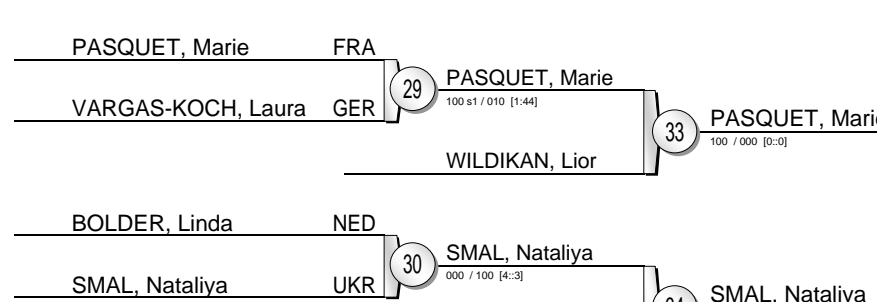 PASQUET, Marie FRA
29
PASQUET, Marie
100 s1 / 010 [1:44]
VARGAS-KOCH, Laura GER
33
PASQUET, Marie
100 / 000 [0::0]
WILDIKAN, Lior
BOLDER, Linda NED
30
SMAL, Nataliya
000 / 100 [4::3]
SMAL, Nataliya UKR
SMAL, Nataliya